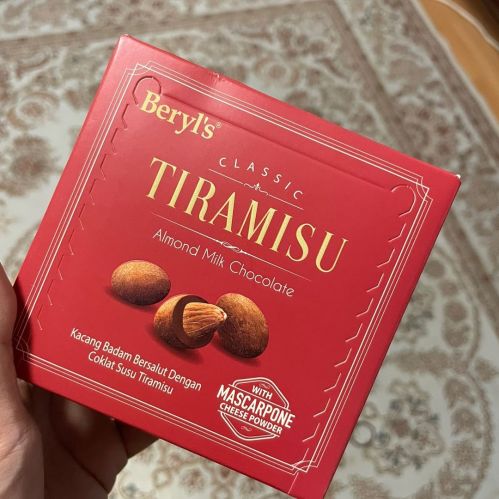 Beryl's®
CLASSIC
TIRAMISU
Almond Milk Chocolate
Kacang Badam Bersalut Dengan
Coklat Susu Tiramisu
WITH
MASCARPONE
CHEESE POWDER